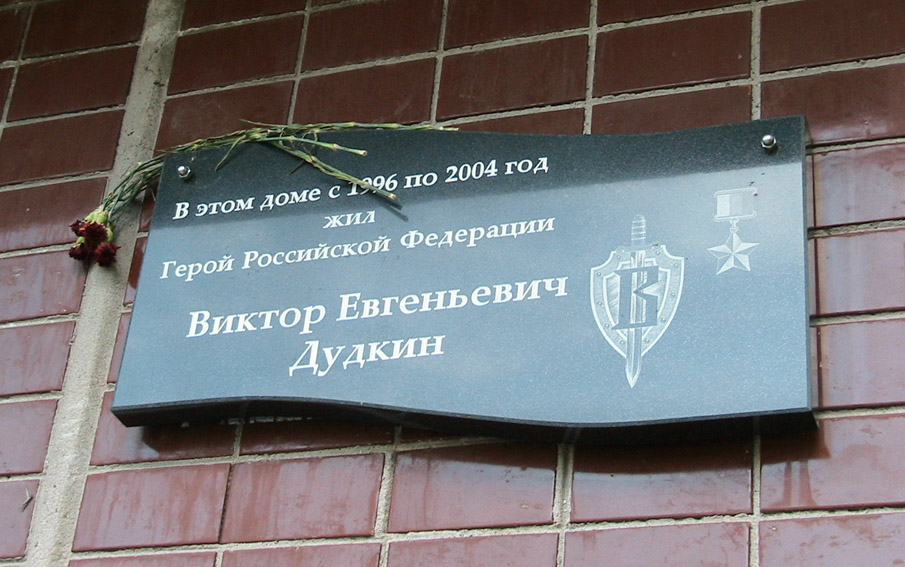 В этом доме с 1996 по 2004 год
жил
Герой Российской Федерации
Виктор Евгеньевич
Дудкин
В